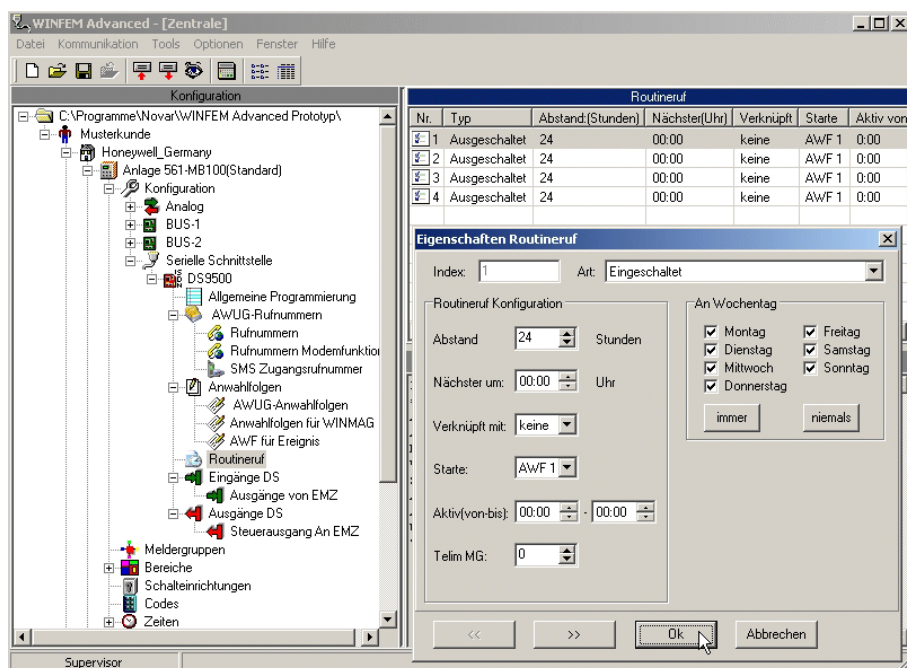 WINFEM Advanced - [Zentrale]
Datei Kommunikation Tools Optionen Fenster Hilfe
Konfiguration
C:\Programme\Novar\WINFEM Advanced Prototyp\
Musterkunde
Honeywell_Germany
Anlage 561-MB100(Standard)
Konfiguration
Analog
BUS-1
BUS-2
Serielle Schnittstelle
DS9500
Allgemeine Programmierung
AWUG-Rufnummern
Rufnummern
Rufnummern Modemfunktion
SMS Zugangsrufnummer
Anwahlfolgen
AWUG-Anwahlfolgen
Anwahlfolgen für WINMAG
AWF für Ereignis
Routineruf
Eingänge DS
Ausgänge von EMZ
Ausgänge DS
Steuerausgang An EMZ
Meldergruppen
Bereiche
Schalteinrichtungen
Codes
Zeiten
Supervisor
Routineruf
Nr. Typ Abstand:(Stunden) Nächster(Uhr) Verknüpft Starte Aktiv von
1 Ausgeschaltet 24 00:00 keine AWF 1 0:00
2 Ausgeschaltet 24 00:00 keine AWF 1 0:00
3 Ausgeschaltet 24 00:00 keine AWF 1 0:00
4 Ausgeschaltet 24 00:00 keine AWF 1 0:00
Eigenschaften Routineruf
Index: 1 Art: Eingeschaltet
Routineruf Konfiguration
Abstand 24 Stunden
Nächster um: 00:00 Uhr
Verknüpft mit: keine
Starte: AWF 1
Aktiv(von-bis): 00:00 - 00:00
Telim MG: 0
An Wochentag
Montag Freitag
Dienstag Samstag
Mittwoch Sonntag
Donnerstag
immer niemals
<< >> Ok Abbrechen